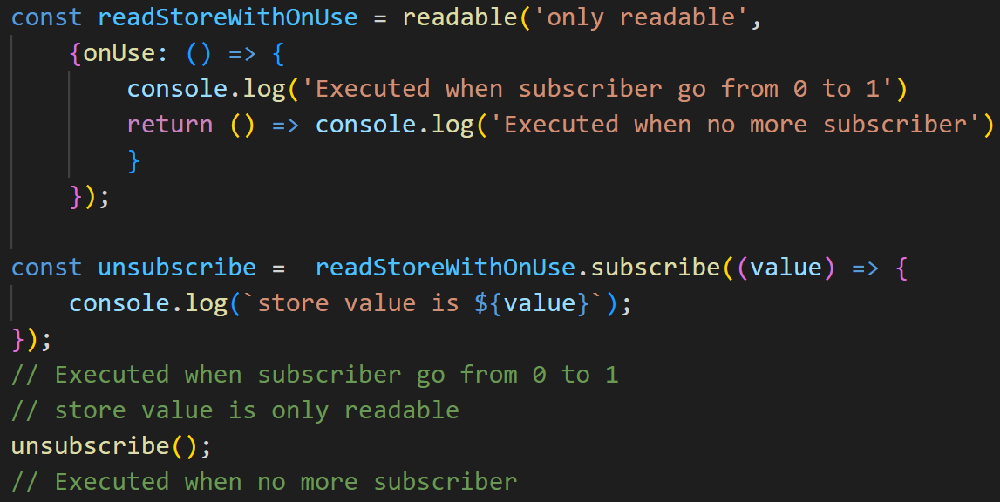 const readStoreWithOnUse = readable('only readable',
    {onUse: () => {
        console.log('Executed when subscriber go from 0 to 1')
        return () => console.log('Executed when no more subscriber')
        }
    });

const unsubscribe =  readStoreWithOnUse.subscribe((value) => {
    console.log(`store value is ${value}`);
});
// Executed when subscriber go from 0 to 1
// store value is only readable
unsubscribe();
// Executed when no more subscriber